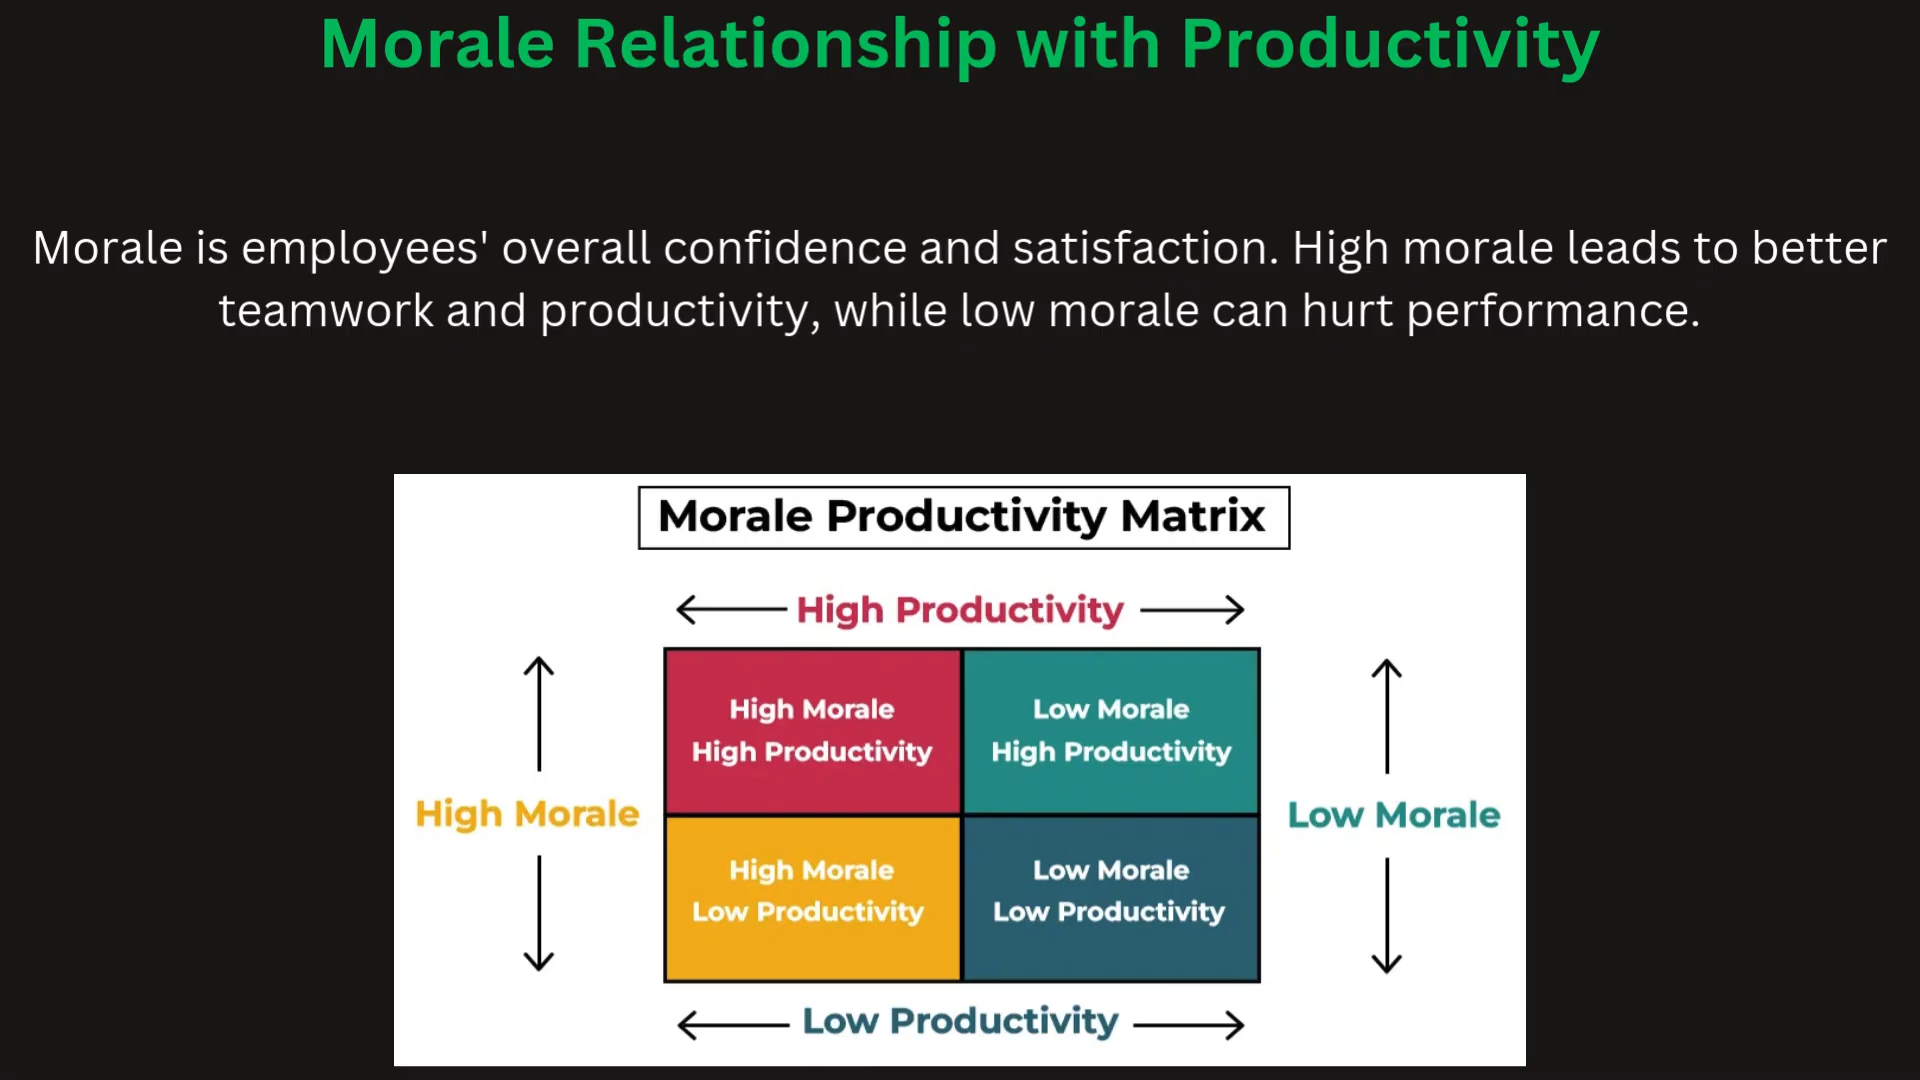 Morale Relationship with Productivity
Morale is employees' overall confidence and satisfaction. High morale leads to better
teamwork and productivity, while low morale can hurt performance.
Morale Productivity Matrix
High Productivity
High Morale
High Productivity
Low Morale
High Productivity
High Morale
Low Morale
High Morale
Low Productivity
Low Morale
Low Productivity
Low Productivity